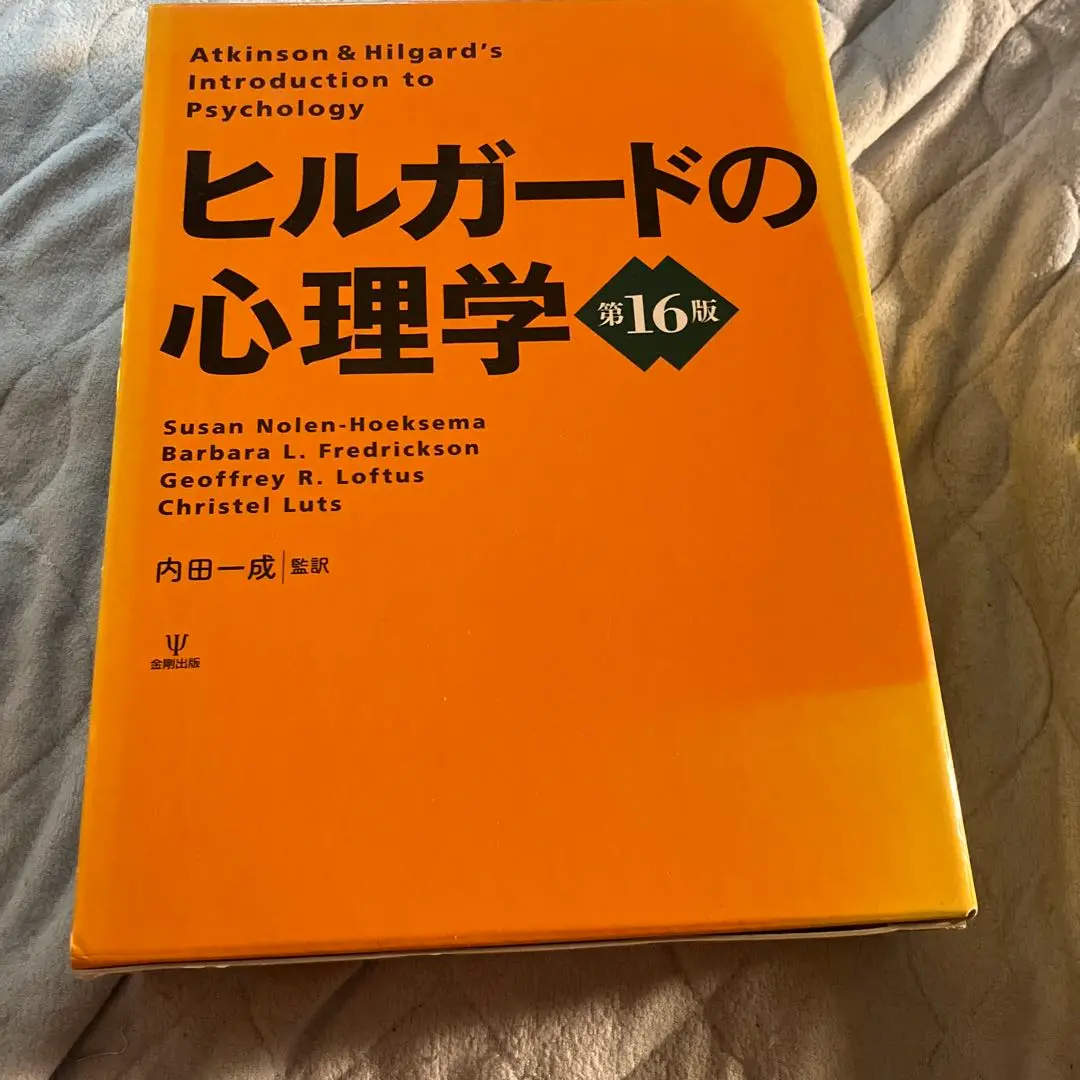 Atkinson & Hilgard's
Introduction to
Psychology
ヒルガードの
心理学 第16版
Susan Nolen-Hoeksema
Barbara L. Fredrickson
Geoffrey R. Loftus
Christel Luts
内田一成|監訳
Ψ
金剛出版